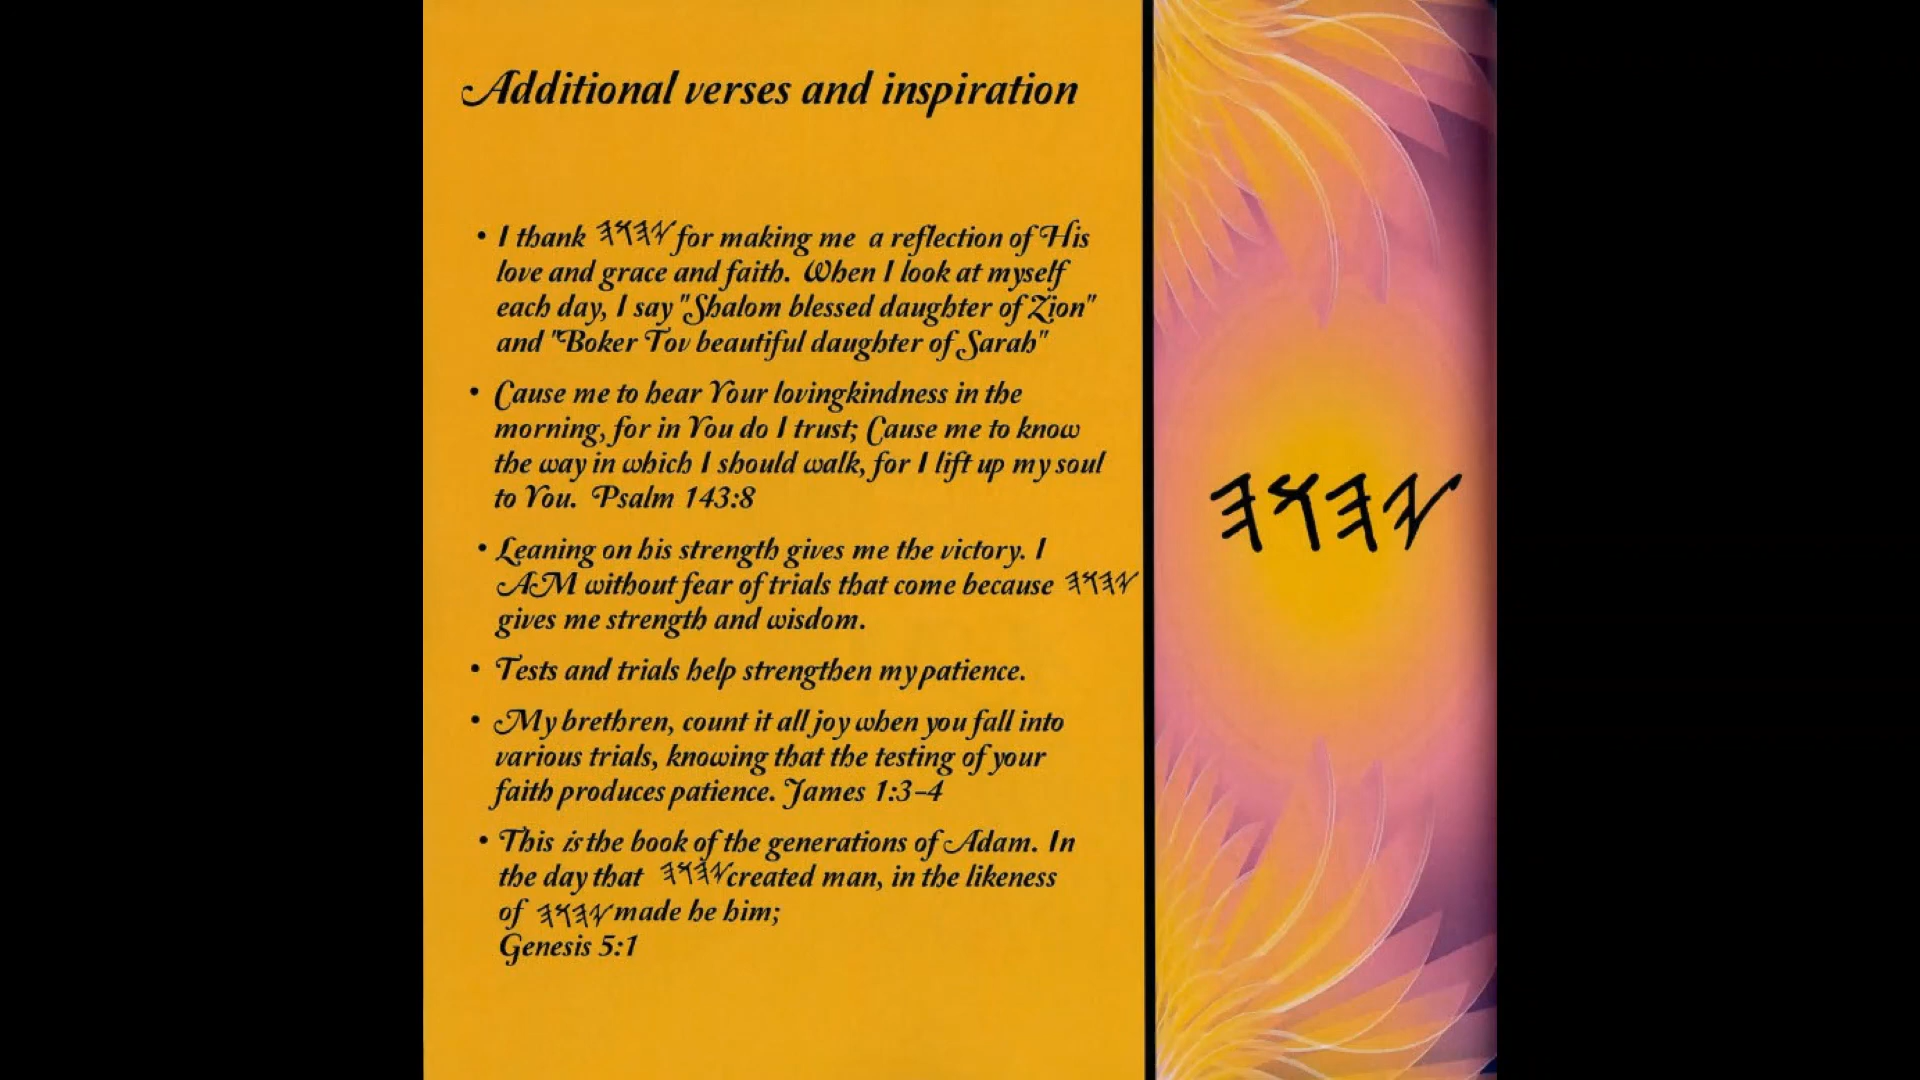 Additional verses and inspiration
• I thank 𐤉𐤄𐤅𐤄 for making me a reflection of His
love and grace and faith. When I look at myself
each day, I say "Shalom blessed daughter of Zion"
and "Boker Tov beautiful daughter of Sarah"
• Cause me to hear Your lovingkindness in the
morning, for in You do I trust; Cause me to know
the way in which I should walk, for I lift up my soul
to You. Psalm 143:8
• Leaning on his strength gives me the victory. I
AM without fear of trials that come because 𐤉𐤄𐤅𐤄
gives me strength and wisdom.
• Tests and trials help strengthen my patience.
• My brethren, count it all joy when you fall into
various trials, knowing that the testing of your
faith produces patience. James 1:3-4
• This is the book of the generations of Adam. In
the day that 𐤉𐤄𐤅𐤄 created man, in the likeness
of 𐤉𐤄𐤅𐤄 made he him;
Genesis 5:1
𐤉𐤄𐤅𐤄